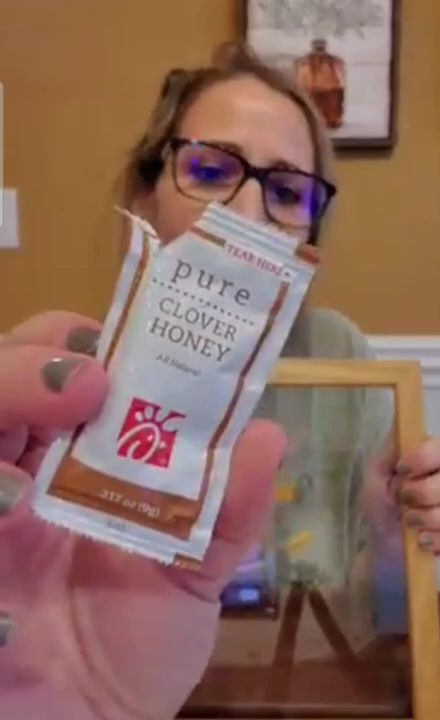 TEAR HERE
pure
CLOVER
HONEY
All Natural
.317 oz (9g)